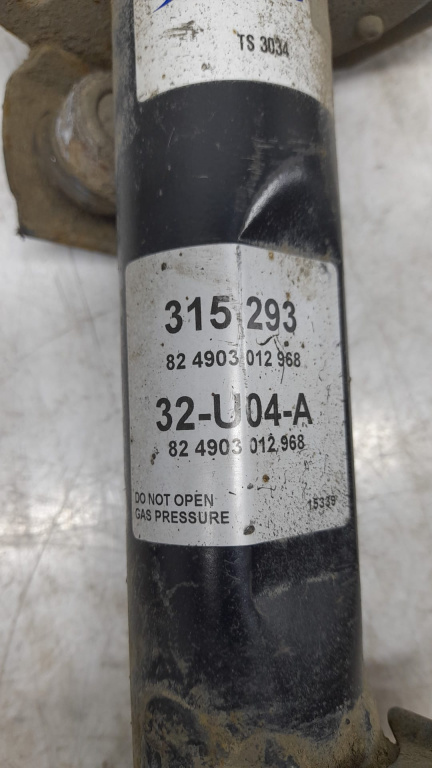 TS 3034
315 293
82 4903 012 968
32-U04-A
82 4903 012 968
DO NOT OPEN
GAS PRESSURE
15339